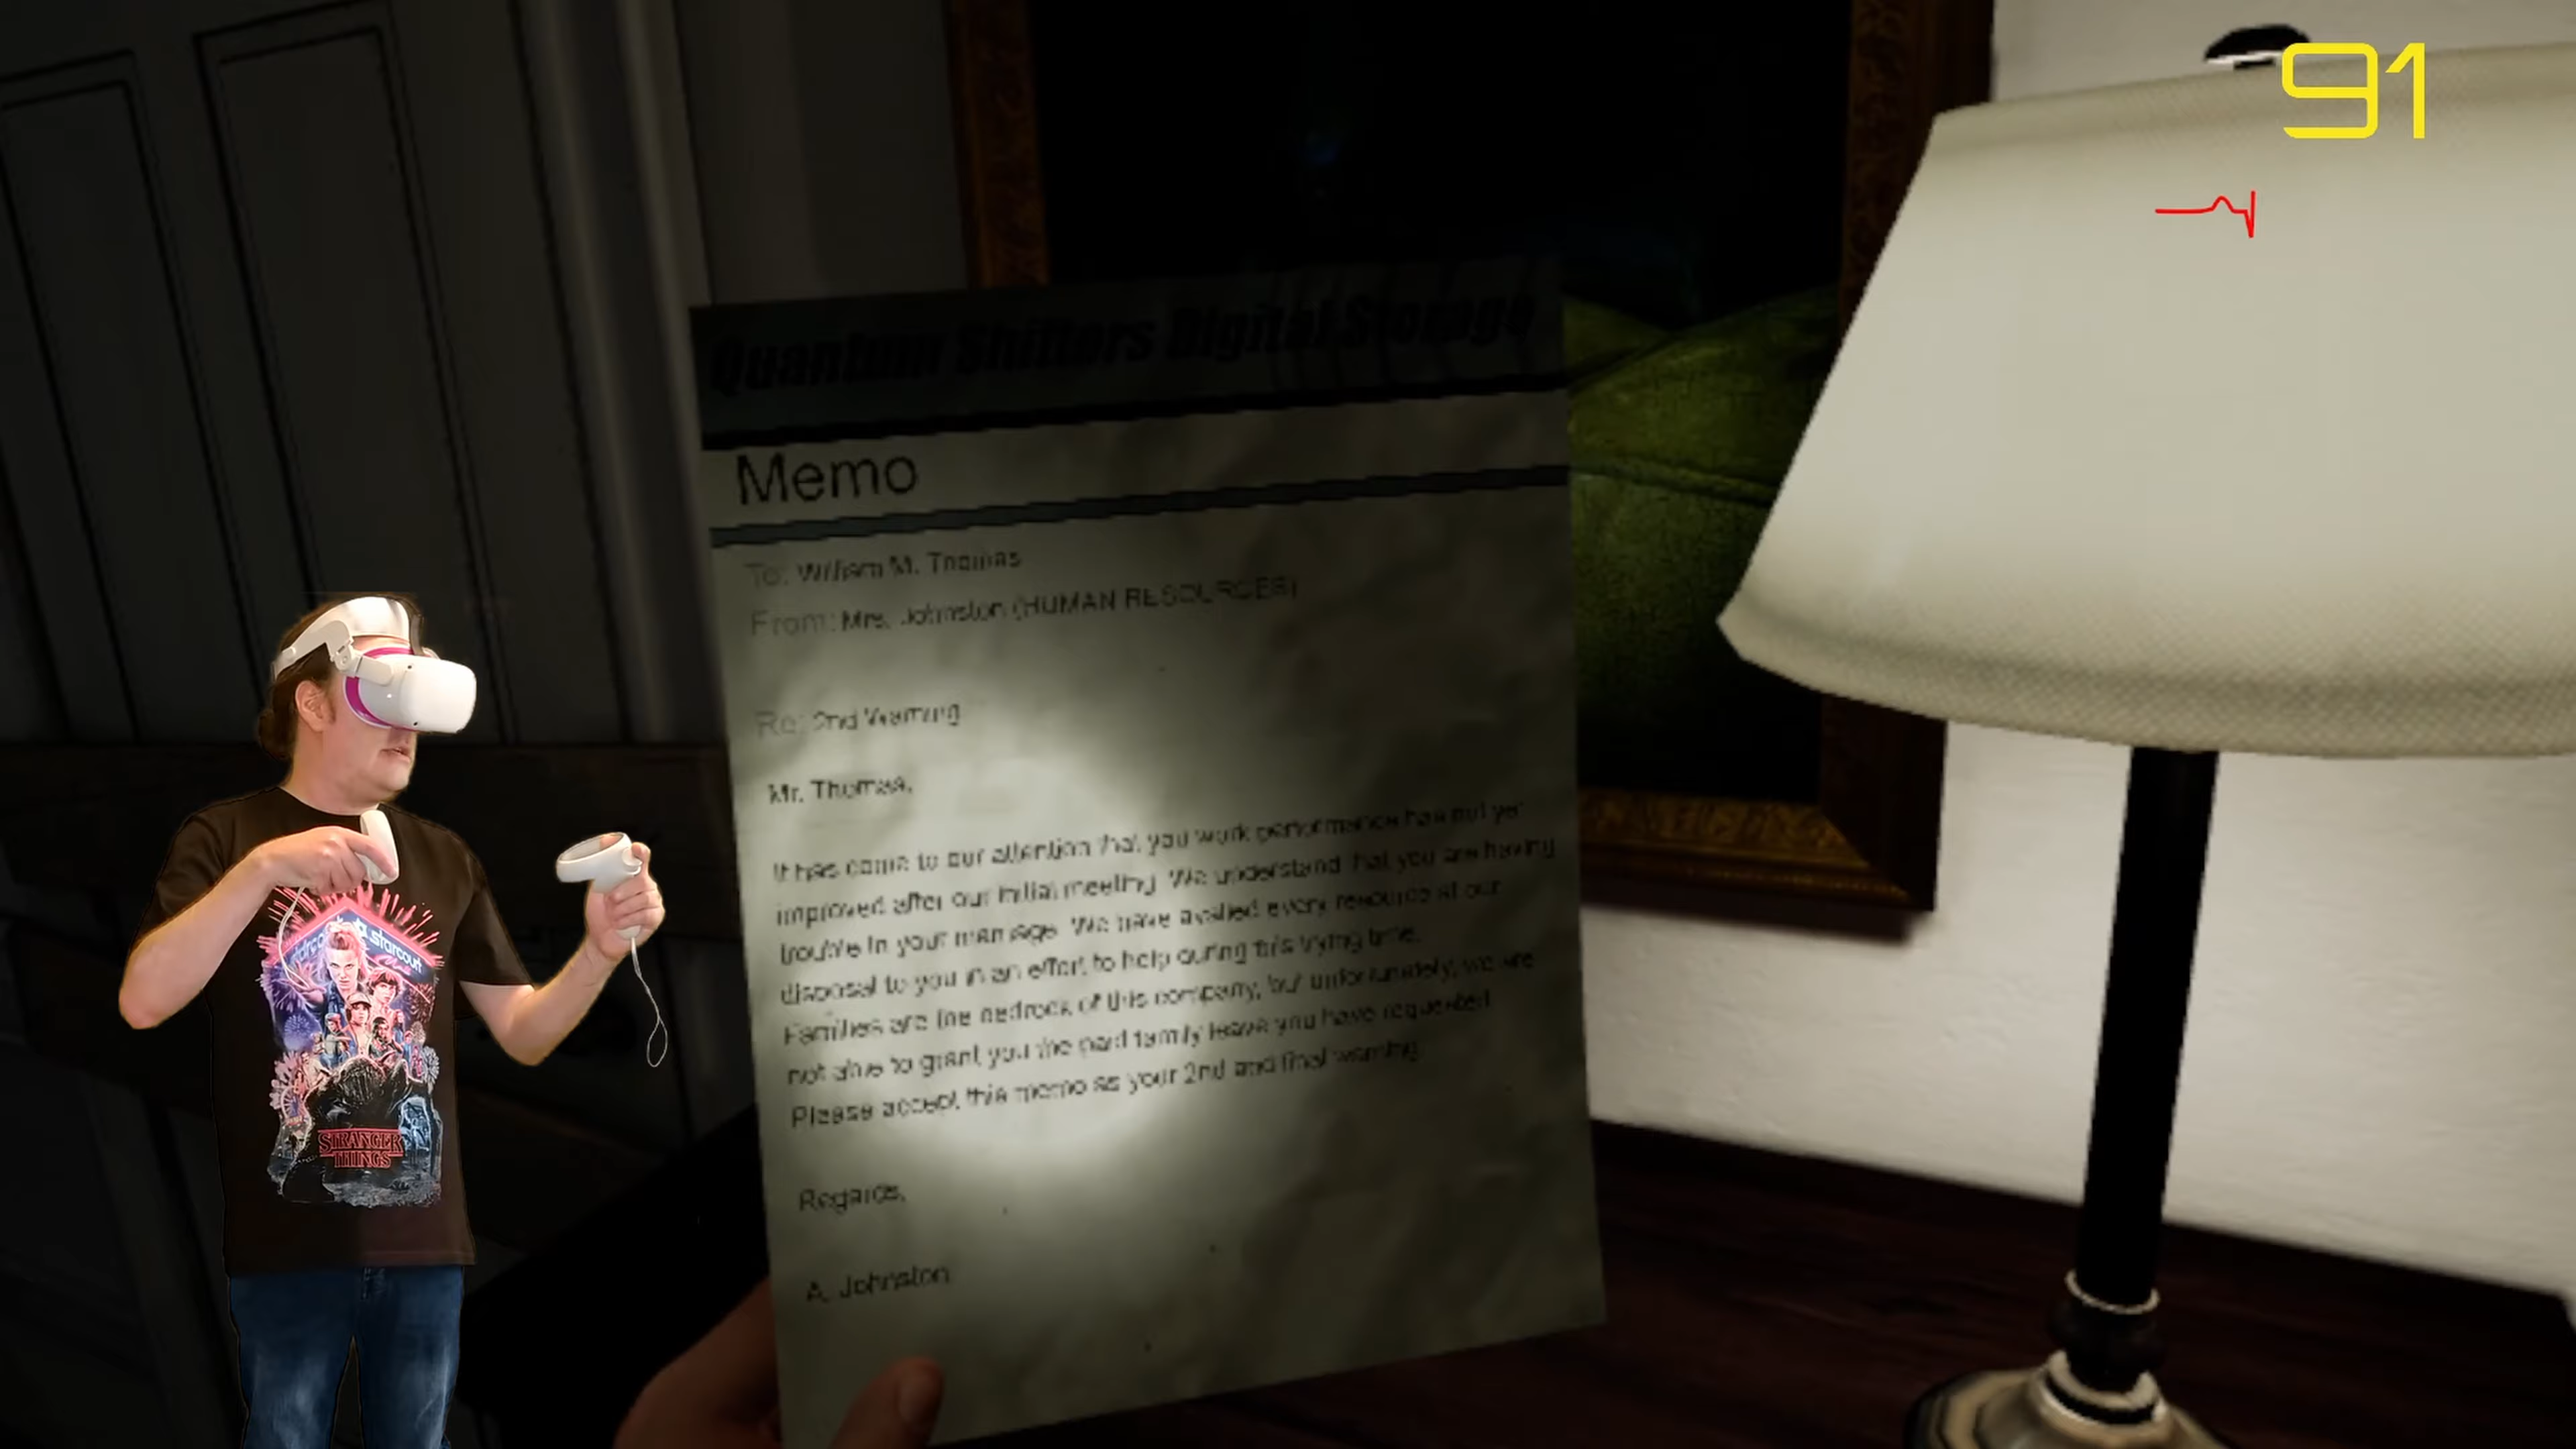 91
Quantum Shifters Digital Storage
Memo
To: William M. Thomas
From: Mrs. Johnston (HUMAN RESOURCES)
Re: 2nd Warning
Mr. Thomas,
It has come to our attention that you work performance has not yet
improved after our initial meeting. We understand that you are having
trouble in your marriage. We have availed every resource at our
disposal to you in an effort to help during this trying time.
Families are the bedrock of this company, but unfortunately, we are
not able to grant you the paid family leave you have requested.
Please accept this memo as your 2nd and final warning.
Regards,
A. Johnston
starcourt
STRANGER
THINGS